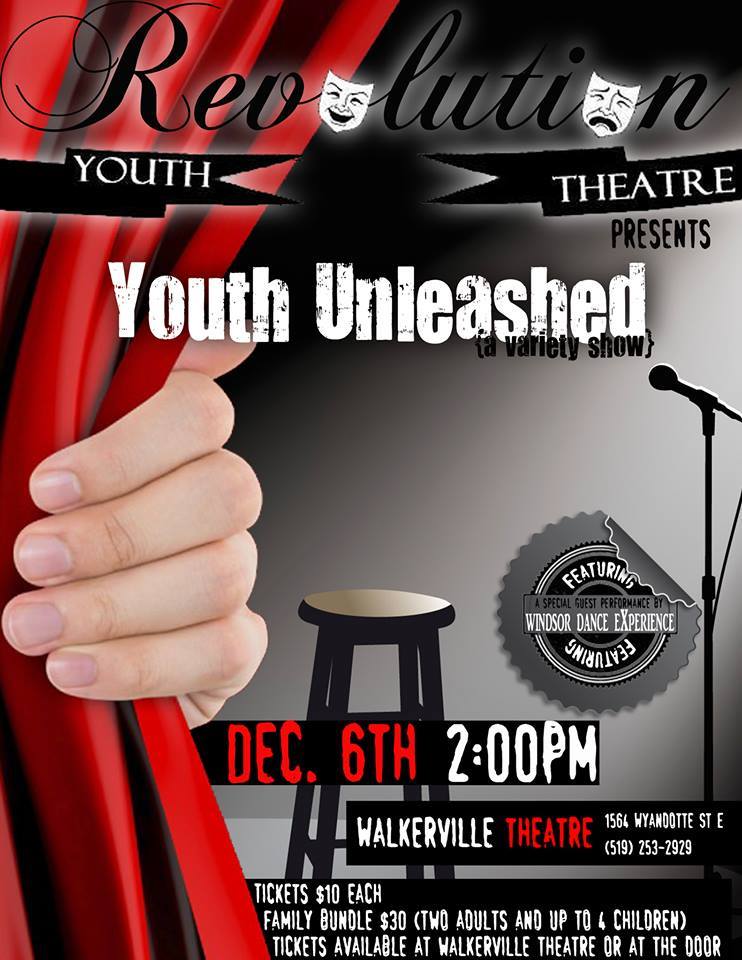 Revolution
YOUTH THEATRE
PRESENTS
Youth Unleashed
{a variety show}
FEATURING
A SPECIAL GUEST PERFORMANCE BY
WINDSOR DANCE EXPERIENCE
FEATURING
DEC. 6TH 2:00PM
WALKERVILLE THEATRE 1564 WYANDOTTE ST E
(519) 253-2929
TICKETS $10 EACH
FAMILY BUNDLE $30 (TWO ADULTS AND UP TO 4 CHILDREN)
TICKETS AVAILABLE AT WALKERVILLE THEATRE OR AT THE DOOR